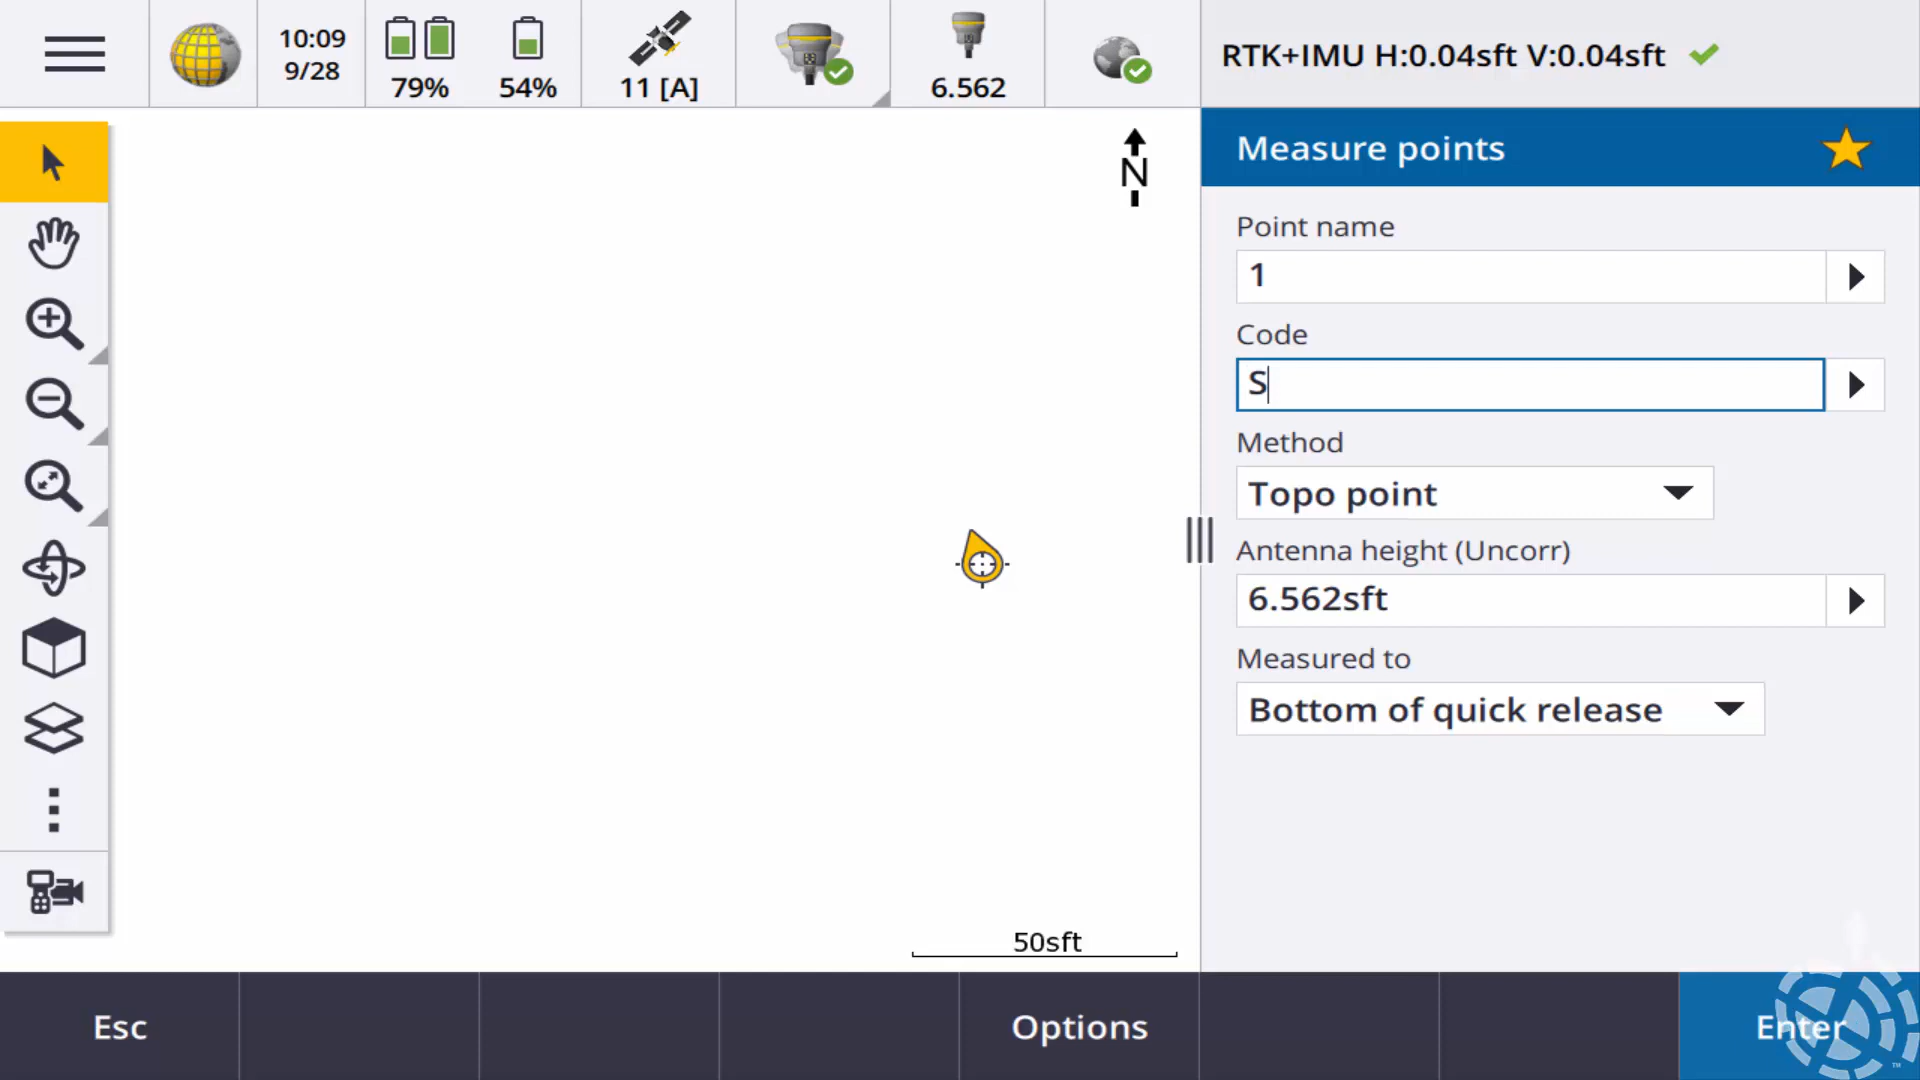 10:09
9/28
79%
54%
11 [A]
6.562
RTK+IMU H:0.04sft V:0.04sft
N
Measure points
Point name
1
Code
S
Method
Topo point
Antenna height (Uncorr)
6.562sft
Measured to
Bottom of quick release
50sft
Esc
Options
Enter
™